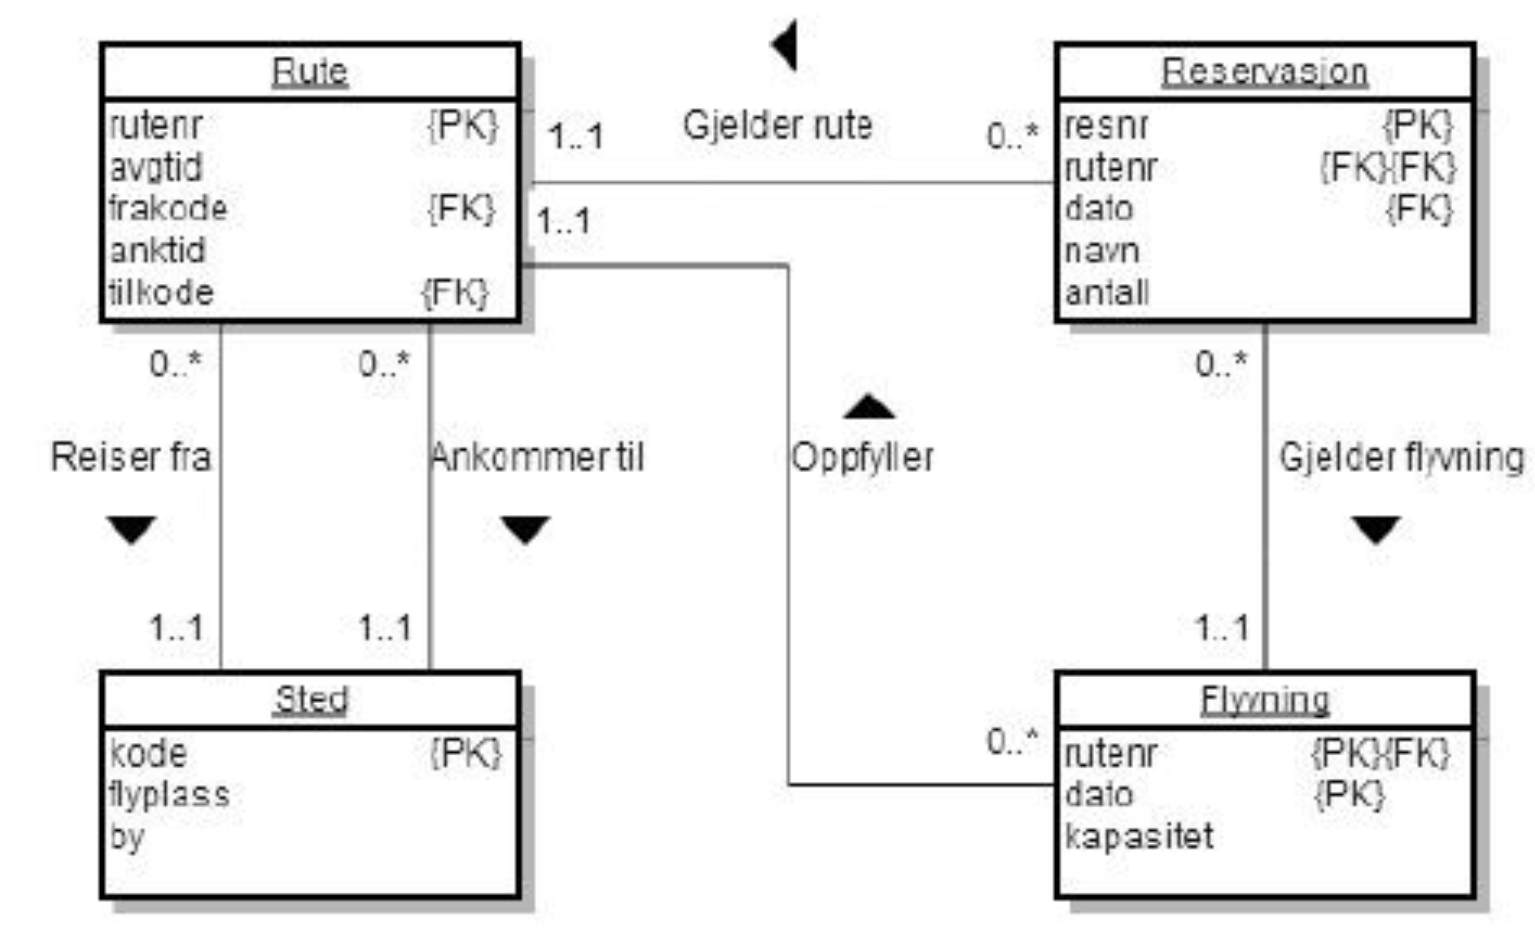 Rute
rutenr {PK}
avgtid
frakode {FK}
anktid
tilkode {FK}
1..1 Gjelder rute 0..*
1..1
Reservasjon
resnr {PK}
rutenr {FK}{FK}
dato {FK}
navn
antall
0..* 0..* 0..*
Reiser fra Ankommer til Oppfyller Gjelder flyvning
1..1 1..1 1..1
Sted
kode {PK}
flyplass
by
0..*
Flyvning
rutenr {PK}{FK}
dato {PK}
kapasitet